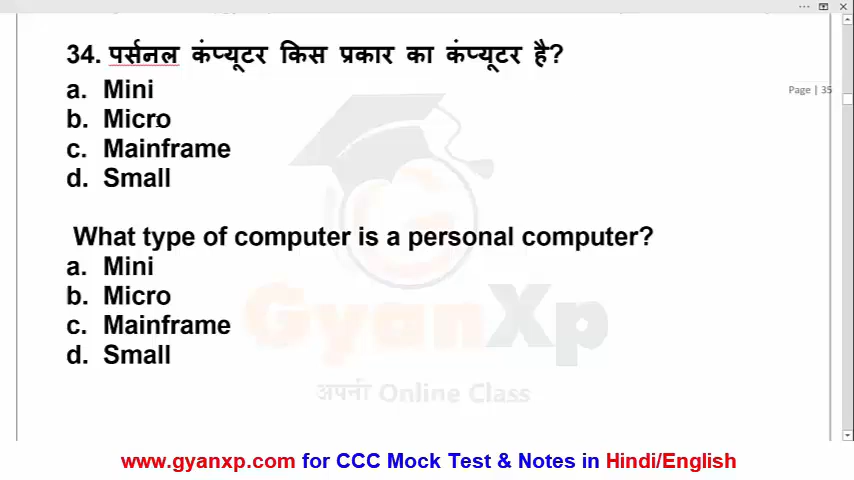 34. पर्सनल कंप्यूटर किस प्रकार का कंप्यूटर है?
a. Mini
Page | 35
b. Micro
c. Mainframe
d. Small
What type of computer is a personal computer?
a. Mini
b. Micro
c. Mainframe
d. Small
GyanXp
अपनी Online Class
www.gyanxp.com for CCC Mock Test & Notes in Hindi/English